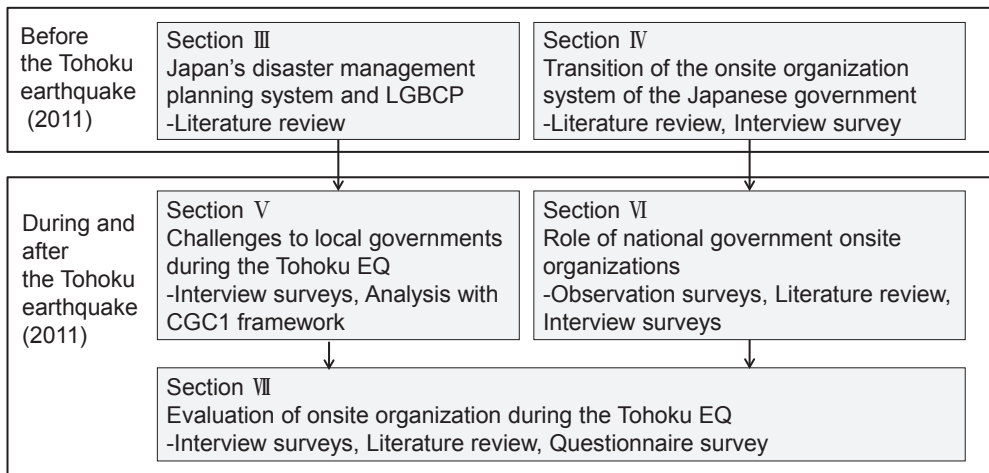 Before
the Tohoku
earthquake
(2011)
Section Ⅲ
Japan's disaster management
planning system and LGBCP
-Literature review
Section Ⅳ
Transition of the onsite organization
system of the Japanese government
-Literature review, Interview survey
During and
after
the Tohoku
earthquake
(2011)
Section Ⅴ
Challenges to local governments
during the Tohoku EQ
-Interview surveys, Analysis with
CGC1 framework
Section Ⅵ
Role of national government onsite
organizations
-Observation surveys, Literature review,
Interview surveys
Section Ⅶ
Evaluation of onsite organization during the Tohoku EQ
-Interview surveys, Literature review, Questionnaire survey